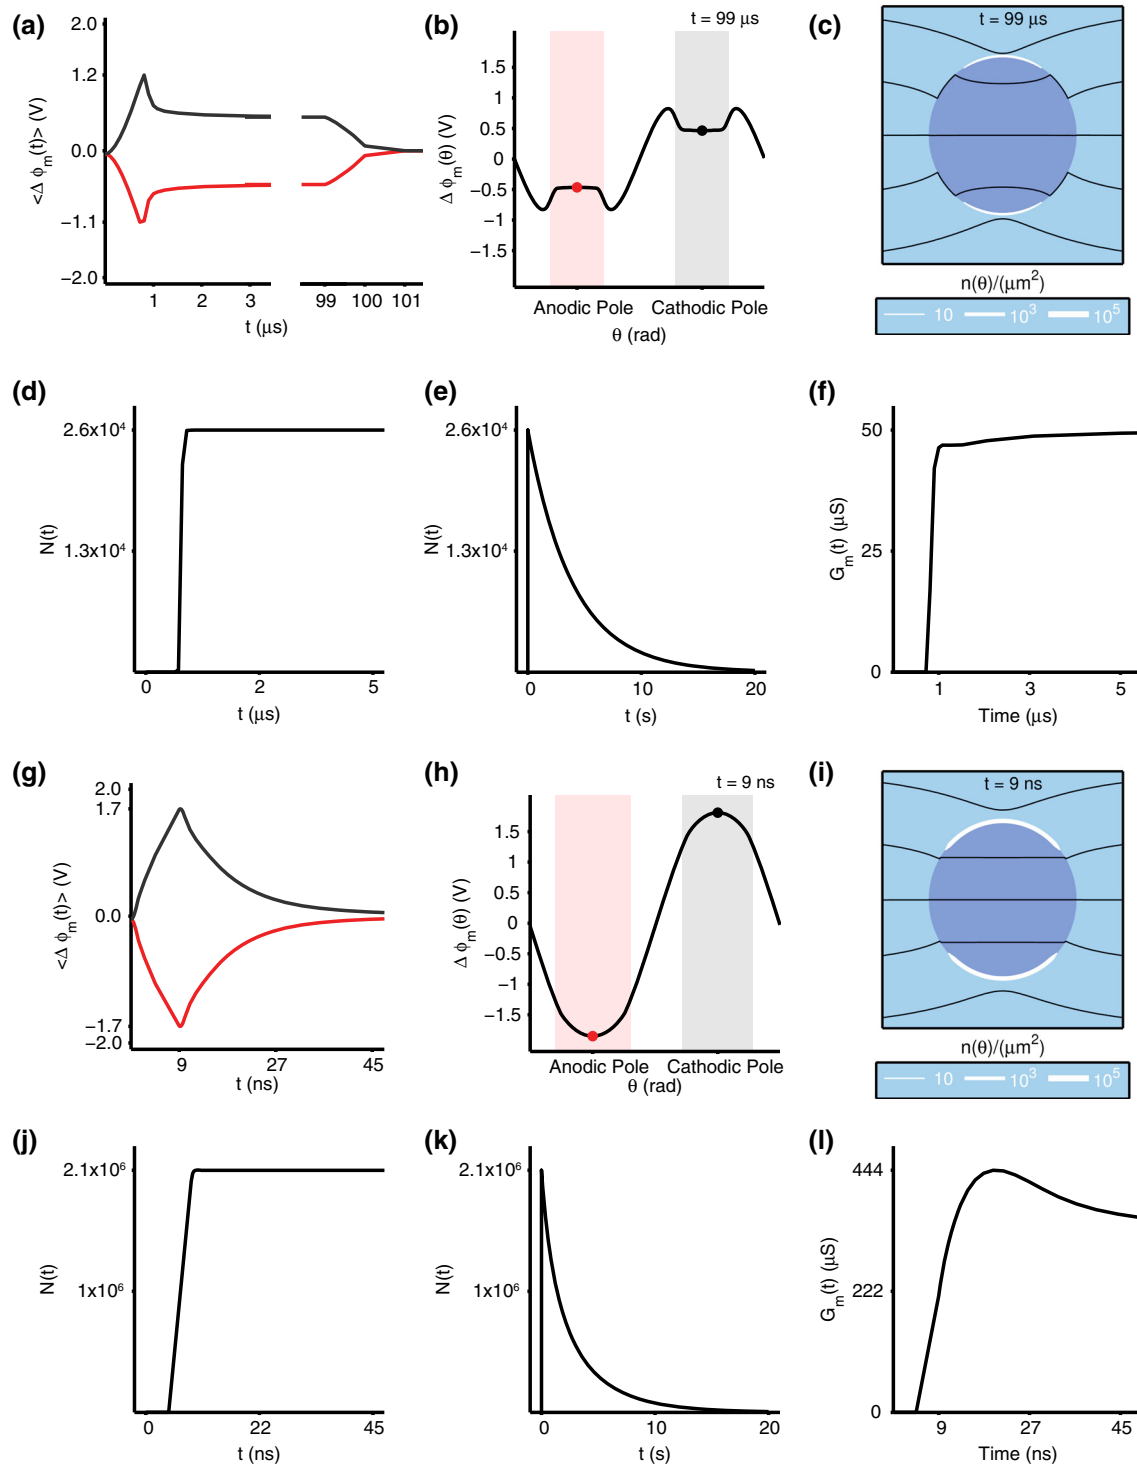 (a)
2.0
1.2
0.0
−1.1
−2.0
<Δ ϕm(t)> (V)
1 2 3 99 100 101
t (μs)
(b)
t = 99 μs
1.5
1
0.5
0
−0.5
−1
−1.5
Δ ϕm(θ) (V)
Anodic Pole Cathodic Pole
θ (rad)
(c)
t = 99 μs
n(θ)/(μm²)
10 10³ 10⁵
(d)
2.6x10⁴
1.3x10⁴
N(t)
0 2 5
t (μs)
(e)
2.6x10⁴
1.3x10⁴
N(t)
0 10 20
t (s)
(f)
50
25
0
Gm(t) (μS)
1 3 5
Time (μs)
(g)
2.0
1.7
0.0
−1.7
−2.0
<Δ ϕm(t)> (V)
9 27 45
t (ns)
(h)
t = 9 ns
1.5
1
0.5
0
−0.5
−1
−1.5
Δ ϕm(θ) (V)
Anodic Pole Cathodic Pole
θ (rad)
(i)
t = 9 ns
n(θ)/(μm²)
10 10³ 10⁵
(j)
2.1x10⁶
1x10⁶
N(t)
0 22 45
t (ns)
(k)
2.1x10⁶
1x10⁶
N(t)
0 10 20
t (s)
(l)
444
222
0
Gm(t) (μS)
9 27 45
Time (ns)